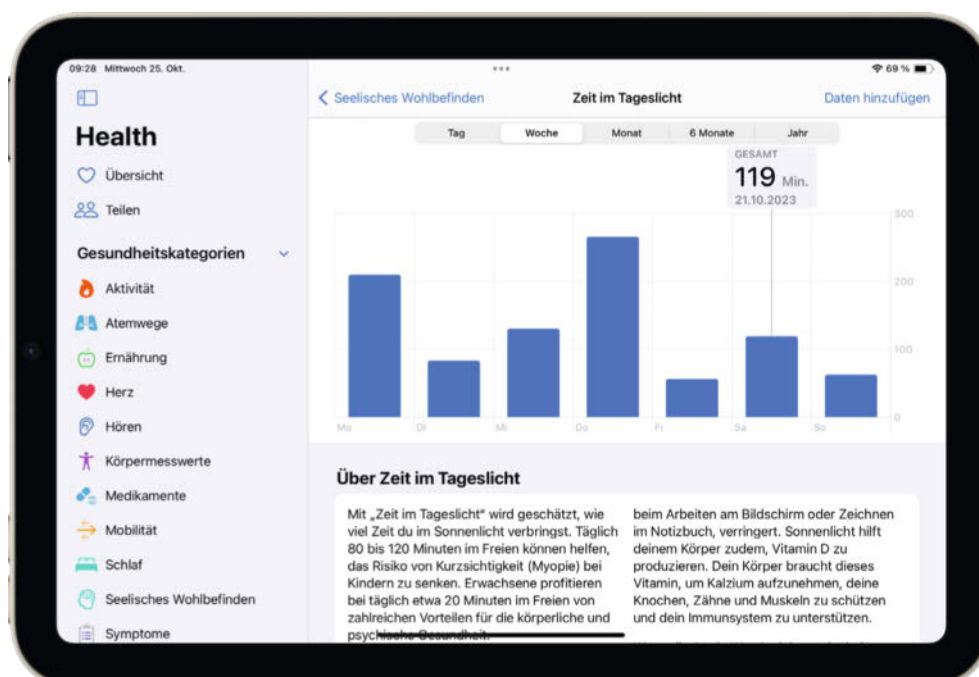 09:28 Mittwoch 25. Okt.
69 %
Health
Übersicht
Teilen
Gesundheitskategorien
Aktivität
Atemwege
Ernährung
Herz
Hören
Körpermesswerte
Medikamente
Mobilität
Schlaf
Seelisches Wohlbefinden
Symptome
Seelisches Wohlbefinden
Zeit im Tageslicht
Daten hinzufügen
Tag Woche Monat 6 Monate Jahr
GESAMT
119 Min.
21.10.2023
300
200
100
0
Mo Di Mi Do Fr Sa So
Über Zeit im Tageslicht
Mit „Zeit im Tageslicht“ wird geschätzt, wie
viel Zeit du im Sonnenlicht verbringst. Täglich
80 bis 120 Minuten im Freien können helfen,
das Risiko von Kurzsichtigkeit (Myopie) bei
Kindern zu senken. Erwachsene profitieren
bei täglich etwa 20 Minuten im Freien von
zahlreichen Vorteilen für die körperliche und
psychische Gesundheit.
beim Arbeiten am Bildschirm oder Zeichnen
im Notizbuch, verringert. Sonnenlicht hilft
deinem Körper zudem, Vitamin D zu
produzieren. Dein Körper braucht dieses
Vitamin, um Kalzium aufzunehmen, deine
Knochen, Zähne und Muskeln zu schützen
und dein Immunsystem zu unterstützen.